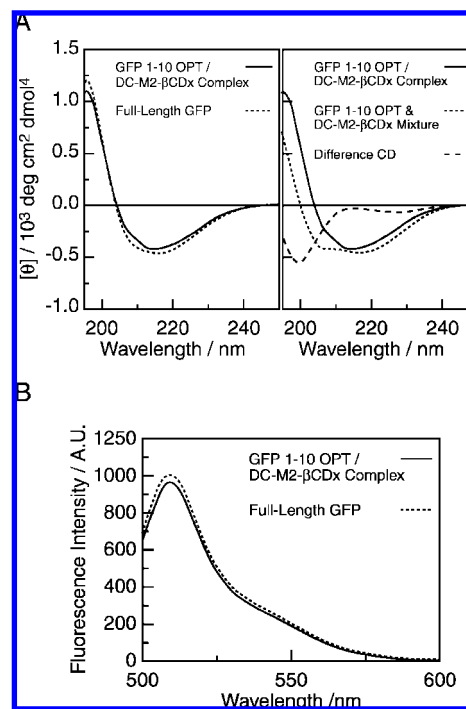 A
GFP 1-10 OPT /
DC-M2-βCDx Complex
Full-Length GFP
GFP 1-10 OPT /
DC-M2-βCDx Complex
GFP 1-10 OPT &
DC-M2-βCDx Mixture
Difference CD
[θ] / 10³ deg cm² dmol⁴
1.5
1.0
0.5
0.0
-0.5
-1.0
200 220 240
200 220 240
Wavelength / nm
Wavelength / nm
B
GFP 1-10 OPT /
DC-M2-βCDx Complex
Full-Length GFP
Fluorescence Intensity / A.U.
1250
1000
800
600
400
200
0
500 550 600
Wavelength /nm